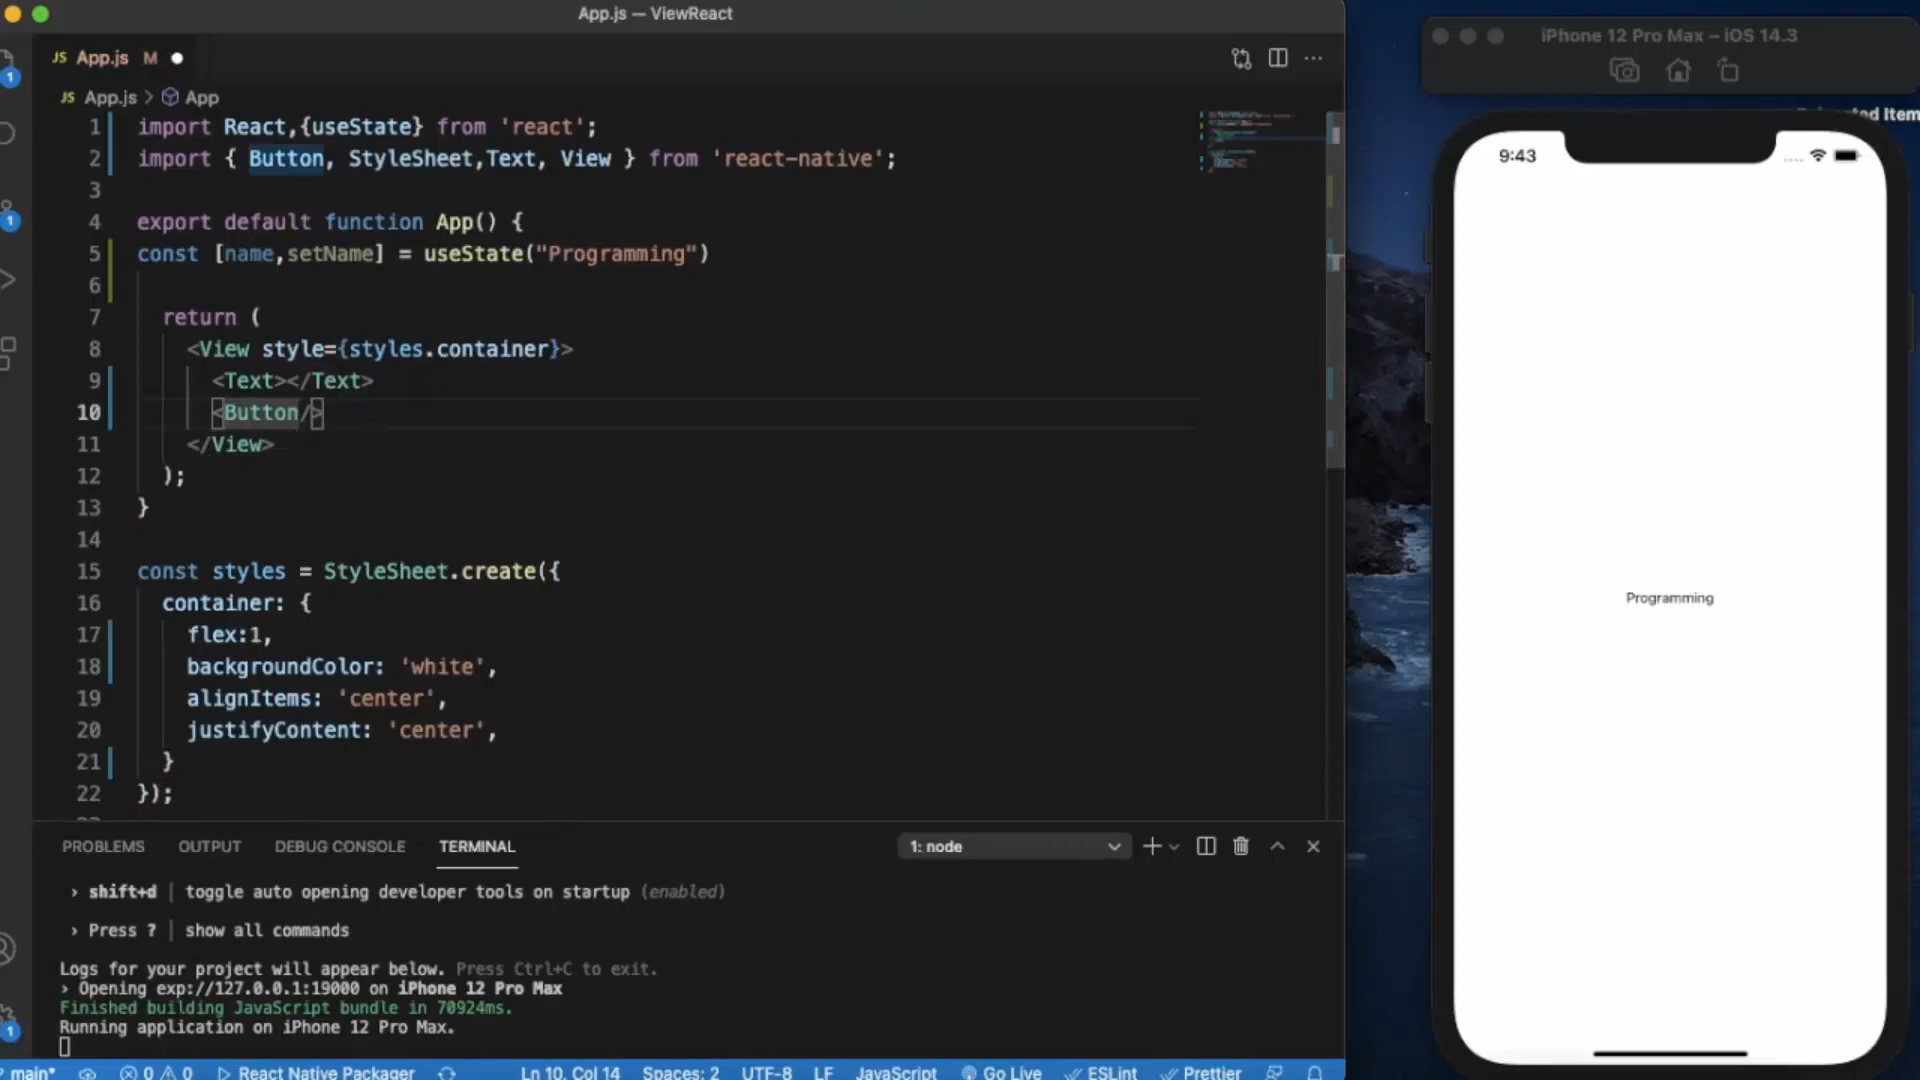 App.js — ViewReact
JS App.js M
JS App.js > App
1 import React,{useState} from 'react';
2 import { Button, StyleSheet,Text, View } from 'react-native';
3
4 export default function App() {
5 const [name,setName] = useState("Programming")
6
7 return (
8 <View style={styles.container}>
9 <Text></Text>
10 <Button/>
11 </View>
12 );
13 }
14
15 const styles = StyleSheet.create({
16 container: {
17 flex:1,
18 backgroundColor: 'white',
19 alignItems: 'center',
20 justifyContent: 'center',
21 }
22 });
PROBLEMS OUTPUT DEBUG CONSOLE TERMINAL 1: node
› shift+d │ toggle auto opening developer tools on startup (enabled)
› Press ? │ show all commands
Logs for your project will appear below. Press Ctrl+C to exit.
› Opening exp://127.0.0.1:19000 on iPhone 12 Pro Max
Finished building JavaScript bundle in 70924ms.
Running application on iPhone 12 Pro Max.
main* 0 0 React Native Packager Ln 10, Col 14 Spaces: 2 UTF-8 LF JavaScript Go Live ESLint Prettier
1
1
1
iPhone 12 Pro Max – iOS 14.3
Item
9:43
Programming